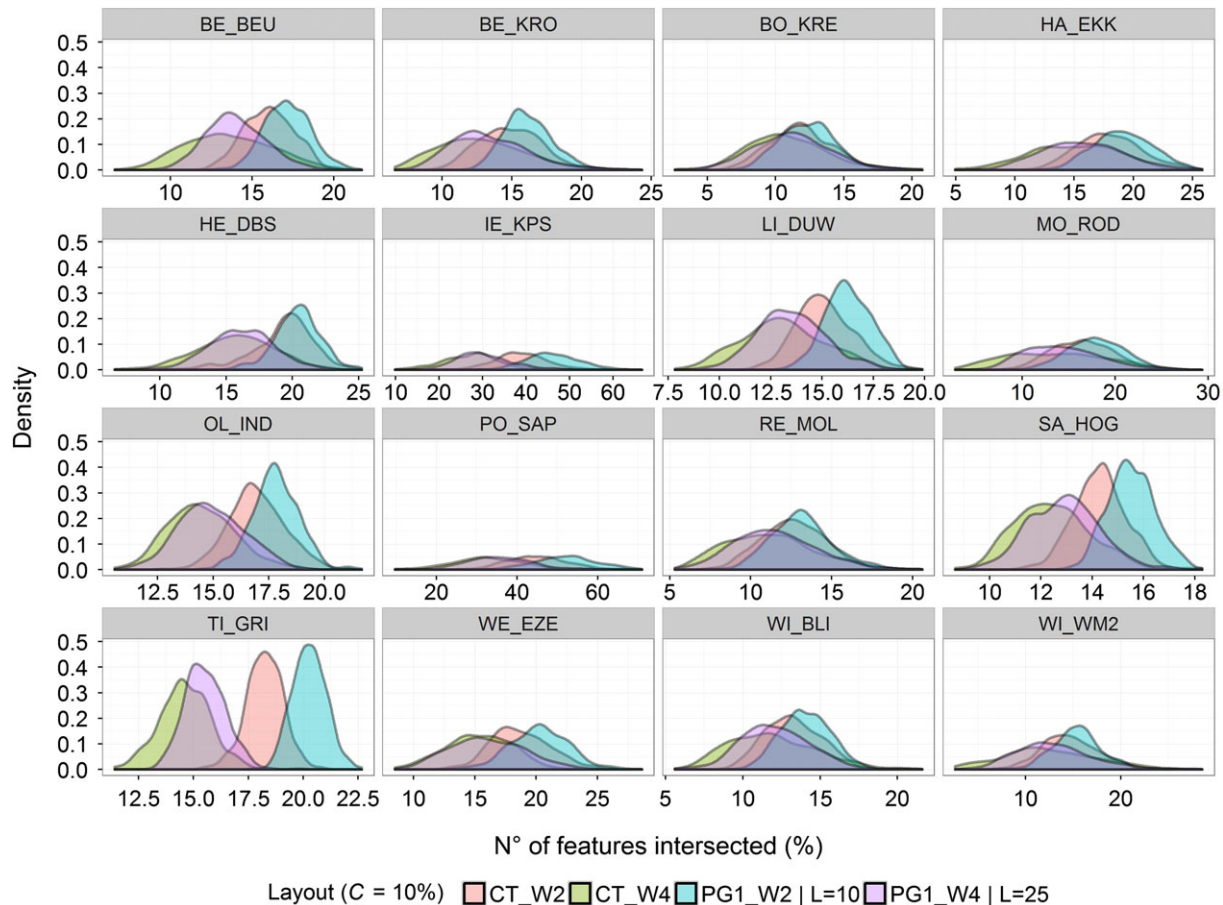 BE_BEU BE_KRO BO_KRE HA_EKK
0.5
0.4
0.3
0.2
0.1
0.0
10 15 20 10 15 20 25 5 10 15 20 5 10 15 20 25
HE_DBS IE_KPS LI_DUW MO_ROD
0.5
0.4
0.3
0.2
0.1
0.0
10 15 20 25 10 20 30 40 50 60 7.5 10.0 12.5 15.0 17.5 20.0 10 20 30
Density
OL_IND PO_SAP RE_MOL SA_HOG
0.5
0.4
0.3
0.2
0.1
0.0
12.5 15.0 17.5 20.0 20 40 60 5 10 15 20 10 12 14 16 18
TI_GRI WE_EZE WI_BLI WI_WM2
0.5
0.4
0.3
0.2
0.1
0.0
12.5 15.0 17.5 20.0 22.5 10 15 20 25 5 10 15 20 10 20
N° of features intersected (%)
Layout (C = 10%) CT_W2 CT_W4 PG1_W2 | L=10 PG1_W4 | L=25